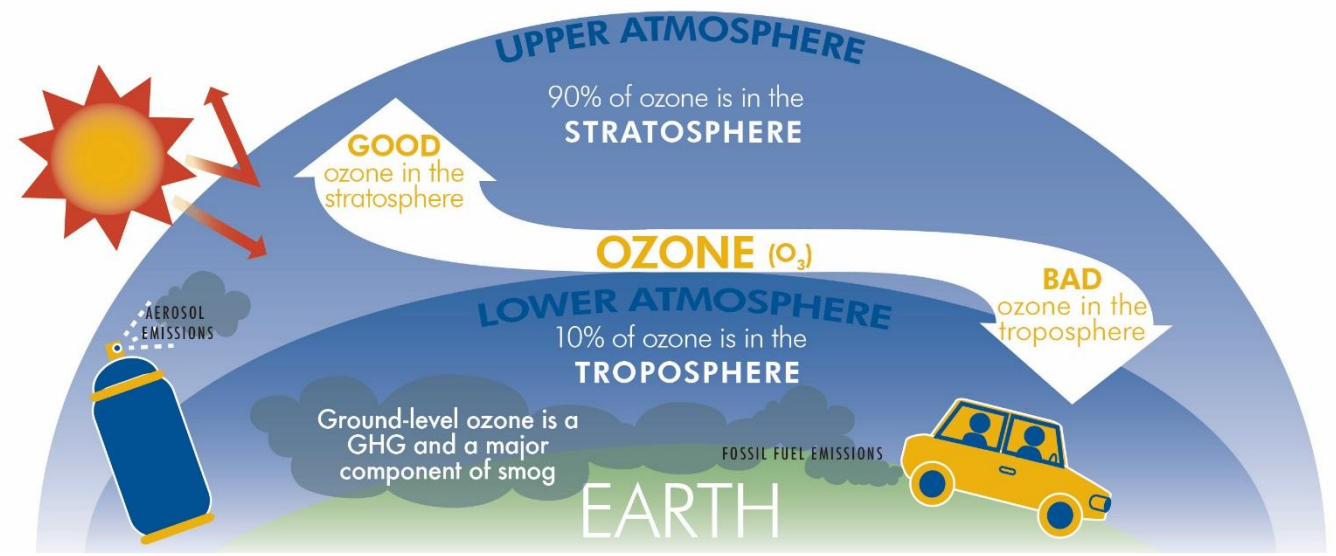 UPPER ATMOSPHERE
90% of ozone is in the
STRATOSPHERE
GOOD
ozone in the
stratosphere
OZONE (O₃)
BAD
ozone in the
troposphere
LOWER ATMOSPHERE
10% of ozone is in the
TROPOSPHERE
AEROSOL
EMISSIONS
Ground-level ozone is a
GHG and a major
component of smog
FOSSIL FUEL EMISSIONS
EARTH